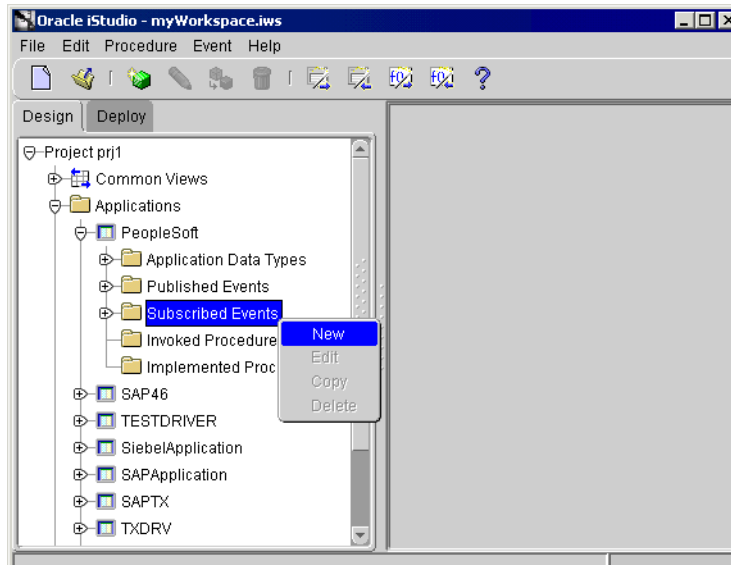 Oracle iStudio - myWorkspace.iws
File Edit Procedure Event Help
Design Deploy
Project prj1
Common Views
Applications
PeopleSoft
Application Data Types
Published Events
Subscribed Events
New
Invoked Procedure
Edit
Implemented Proc
Copy
SAP46
Delete
TESTDRIVER
SiebelApplication
SAPApplication
SAPTX
TXDRV